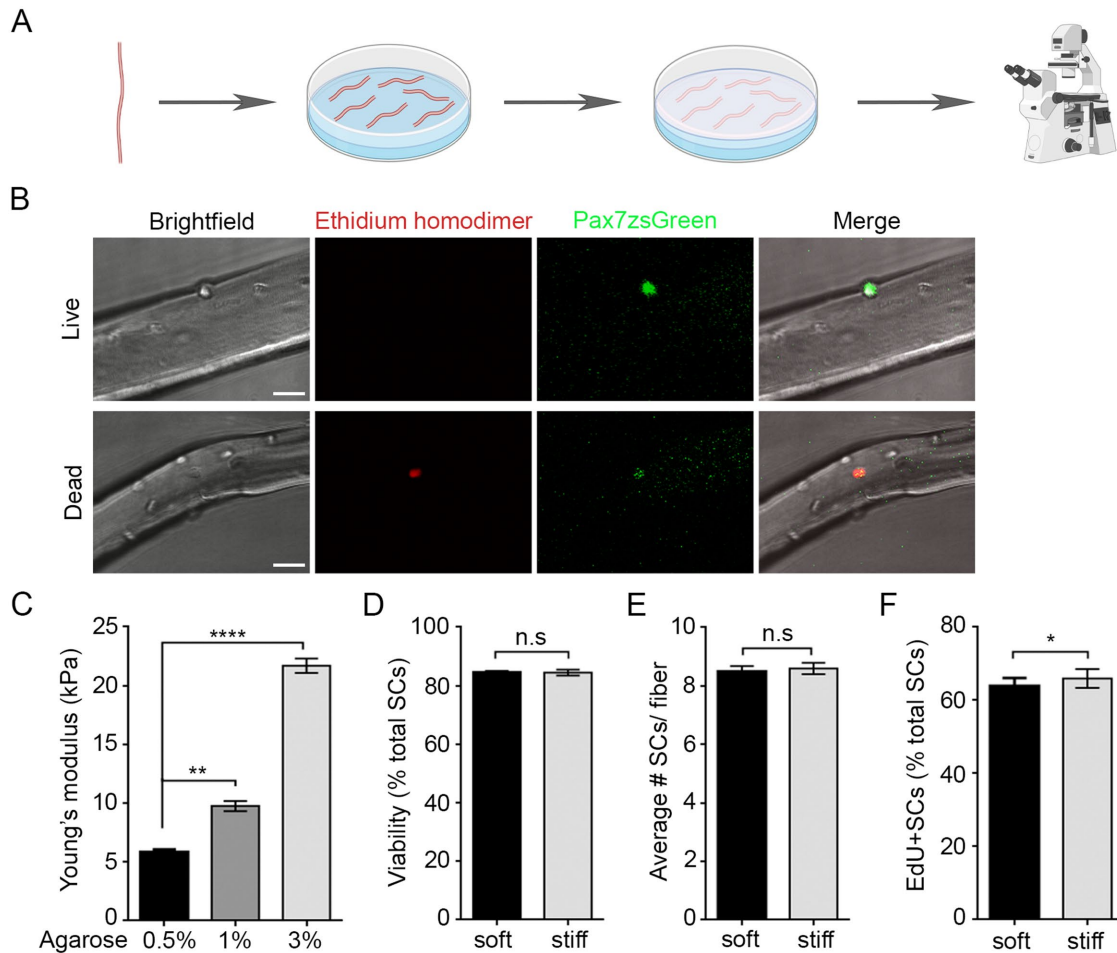 A
B
Brightfield
Ethidium homodimer
Pax7zsGreen
Merge
Live
Dead
C
Young's modulus (kPa)
25
20
15
10
5
0
****
**
Agarose 0.5% 1% 3%
D
Viability (% total SCs)
100
80
60
40
20
0
n.s
soft stiff
E
Average # SCs/ fiber
10
8
6
4
2
0
n.s
soft stiff
F
EdU+SCs (% total SCs)
80
60
40
20
0
*
soft stiff